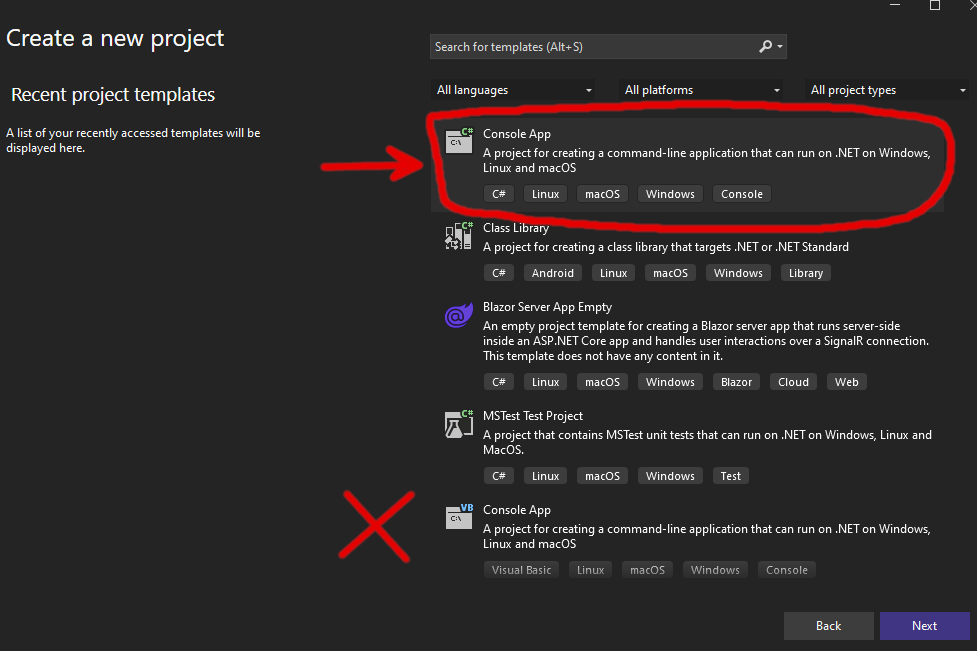 Create a new project
Search for templates (Alt+S)
Recent project templates
All languages
All platforms
All project types
A list of your recently accessed templates will be
displayed here.
C#
C:\
Console App
A project for creating a command-line application that can run on .NET on Windows,
Linux and macOS
C# Linux macOS Windows Console
C#
Class Library
A project for creating a class library that targets .NET or .NET Standard
C# Android Linux macOS Windows Library
Blazor Server App Empty
An empty project template for creating a Blazor server app that runs server-side
inside an ASP.NET Core app and handles user interactions over a SignalR connection.
This template does not have any content in it.
C# Linux macOS Windows Blazor Cloud Web
C#
MSTest Test Project
A project that contains MSTest unit tests that can run on .NET on Windows, Linux and
MacOS.
C# Linux macOS Windows Test
VB
C:\
Console App
A project for creating a command-line application that can run on .NET on Windows,
Linux and macOS
Visual Basic Linux macOS Windows Console
Back
Next